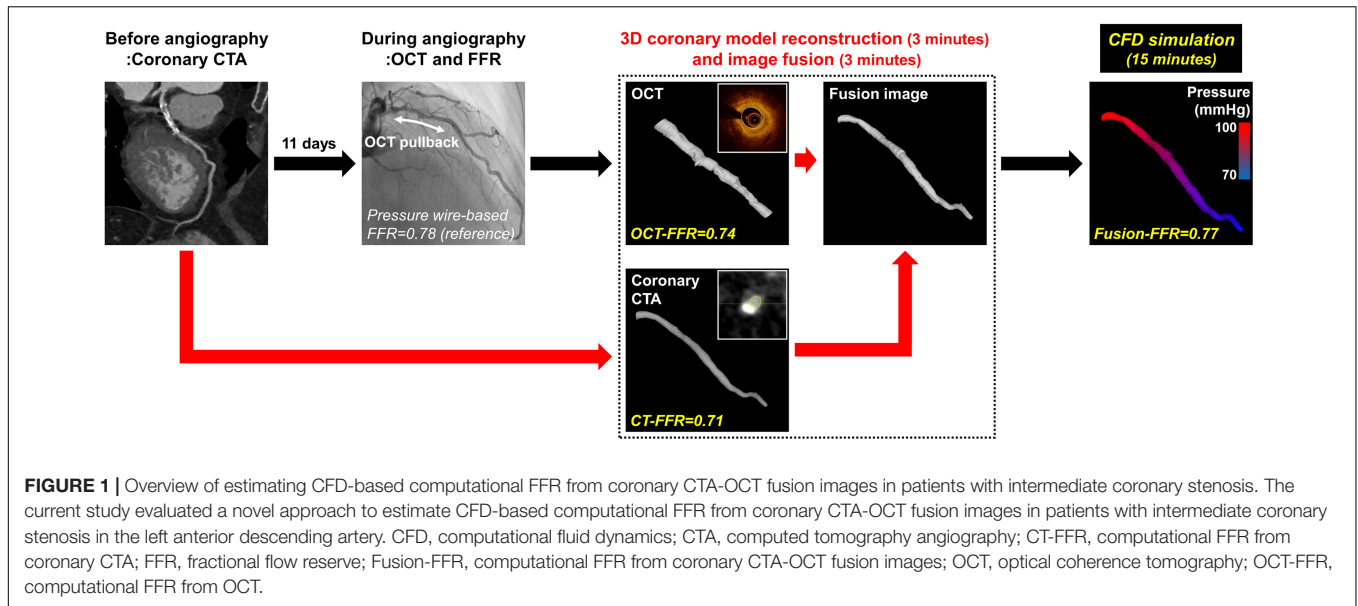 Before angiography
:Coronary CTA
11 days
During angiography
:OCT and FFR
OCT pullback
Pressure wire-based
FFR=0.78 (reference)
3D coronary model reconstruction (3 minutes)
and image fusion (3 minutes)
OCT
OCT-FFR=0.74
Fusion image
Coronary
CTA
CT-FFR=0.71
CFD simulation
(15 minutes)
Pressure
(mmHg)
100
70
Fusion-FFR=0.77
FIGURE 1 | Overview of estimating CFD-based computational FFR from coronary CTA-OCT fusion images in patients with intermediate coronary stenosis. The
current study evaluated a novel approach to estimate CFD-based computational FFR from coronary CTA-OCT fusion images in patients with intermediate coronary
stenosis in the left anterior descending artery. CFD, computational fluid dynamics; CTA, computed tomography angiography; CT-FFR, computational FFR from
coronary CTA; FFR, fractional flow reserve; Fusion-FFR, computational FFR from coronary CTA-OCT fusion images; OCT, optical coherence tomography; OCT-FFR,
computational FFR from OCT.